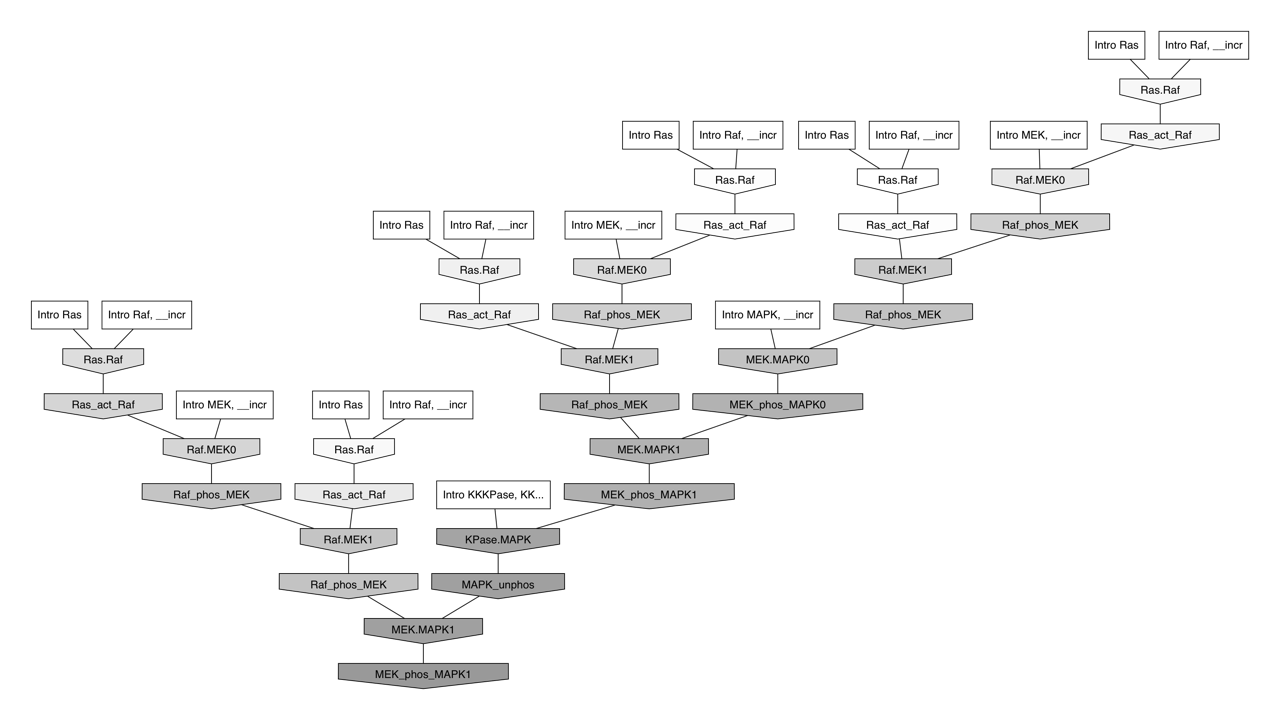 Intro Ras
Intro Raf, __incr
Ras.Raf
Intro Ras
Intro Raf, __incr
Intro Ras
Intro Raf, __incr
Intro MEK, __incr
Ras_act_Raf
Ras.Raf
Ras.Raf
Raf.MEK0
Intro Ras
Intro Raf, __incr
Intro MEK, __incr
Ras_act_Raf
Ras_act_Raf
Raf_phos_MEK
Ras.Raf
Raf.MEK0
Raf.MEK1
Intro Ras
Intro Raf, __incr
Ras_act_Raf
Raf_phos_MEK
Intro MAPK, __incr
Raf_phos_MEK
Ras.Raf
Raf.MEK1
MEK.MAPK0
Ras_act_Raf
Intro MEK, __incr
Intro Ras
Intro Raf, __incr
Raf_phos_MEK
MEK_phos_MAPK0
Raf.MEK0
Ras.Raf
MEK.MAPK1
Raf_phos_MEK
Ras_act_Raf
Intro KKKPase, KK...
MEK_phos_MAPK1
Raf.MEK1
KPase.MAPK
Raf_phos_MEK
MAPK_unphos
MEK.MAPK1
MEK_phos_MAPK1